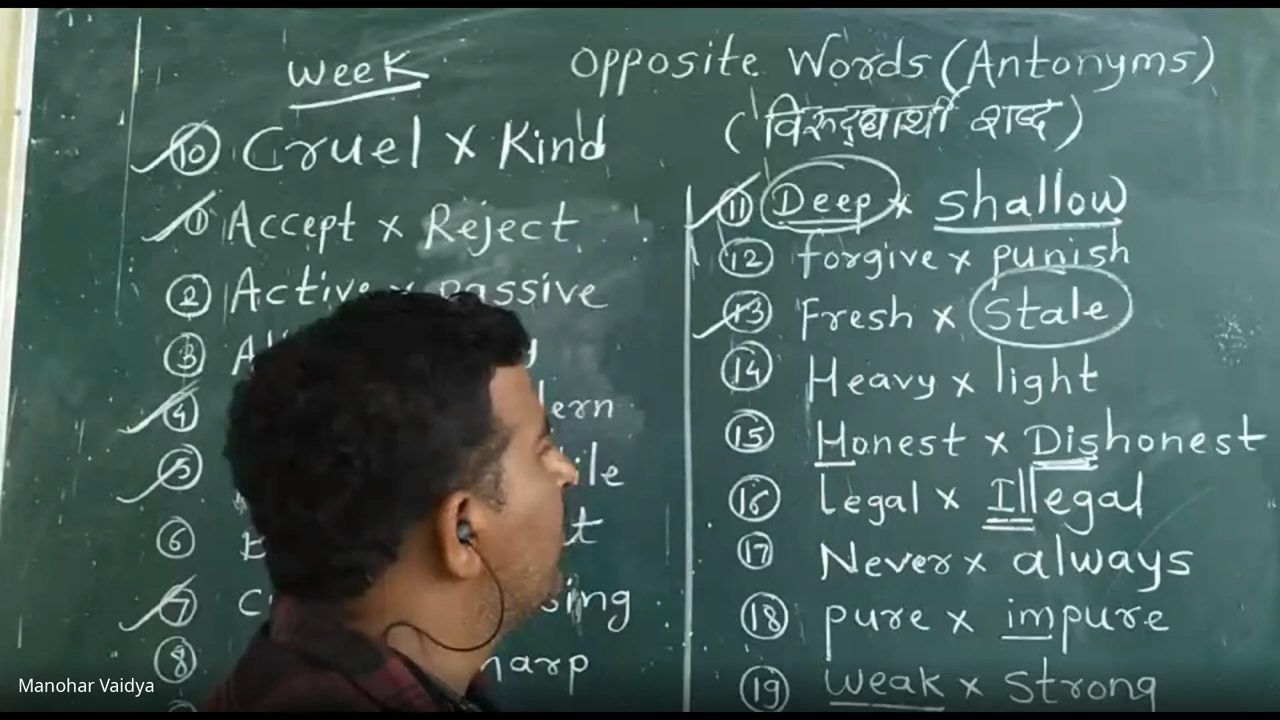 week
Opposite Words (Antonyms)
(विरूद्धार्थी शब्द)
10 Cruel x Kind
1 Accept x Reject
2 Active x passive
3
4 dern
5 ile
6
7 sing
8 harp
11 Deep x shallow
12 forgive x punish
13 Fresh x Stale
14 Heavy x light
15 Honest x Dishonest
16 legal x Illegal
17 Never x always
18 pure x impure
19 weak x strong
Manohar Vaidya